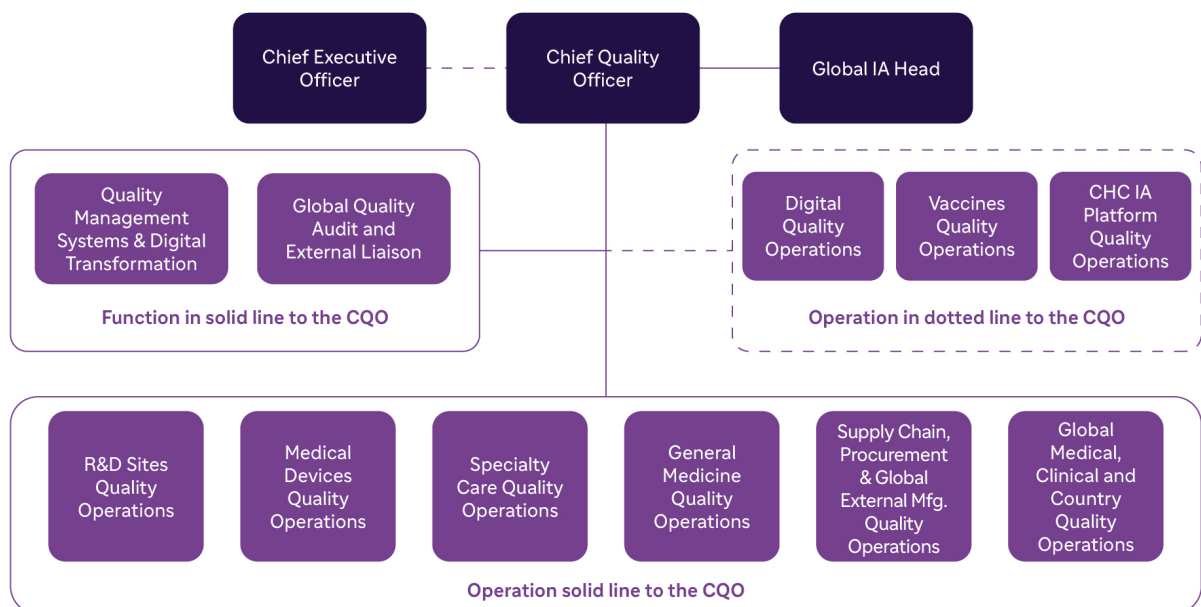 Chief Executive
Officer
Chief Quality
Officer
Global IA Head
Quality
Management
Systems & Digital
Transformation
Global Quality
Audit and
External Liaison
Function in solid line to the CQO
Digital
Quality
Operations
Vaccines
Quality
Operations
CHC IA
Platform
Quality
Operations
Operation in dotted line to the CQO
R&D Sites
Quality
Operations
Medical
Devices
Quality
Operations
Specialty
Care Quality
Operations
General
Medicine
Quality
Operations
Supply Chain,
Procurement
& Global
External Mfg.
Quality
Operations
Global
Medical,
Clinical and
Country
Quality
Operations
Operation solid line to the CQO